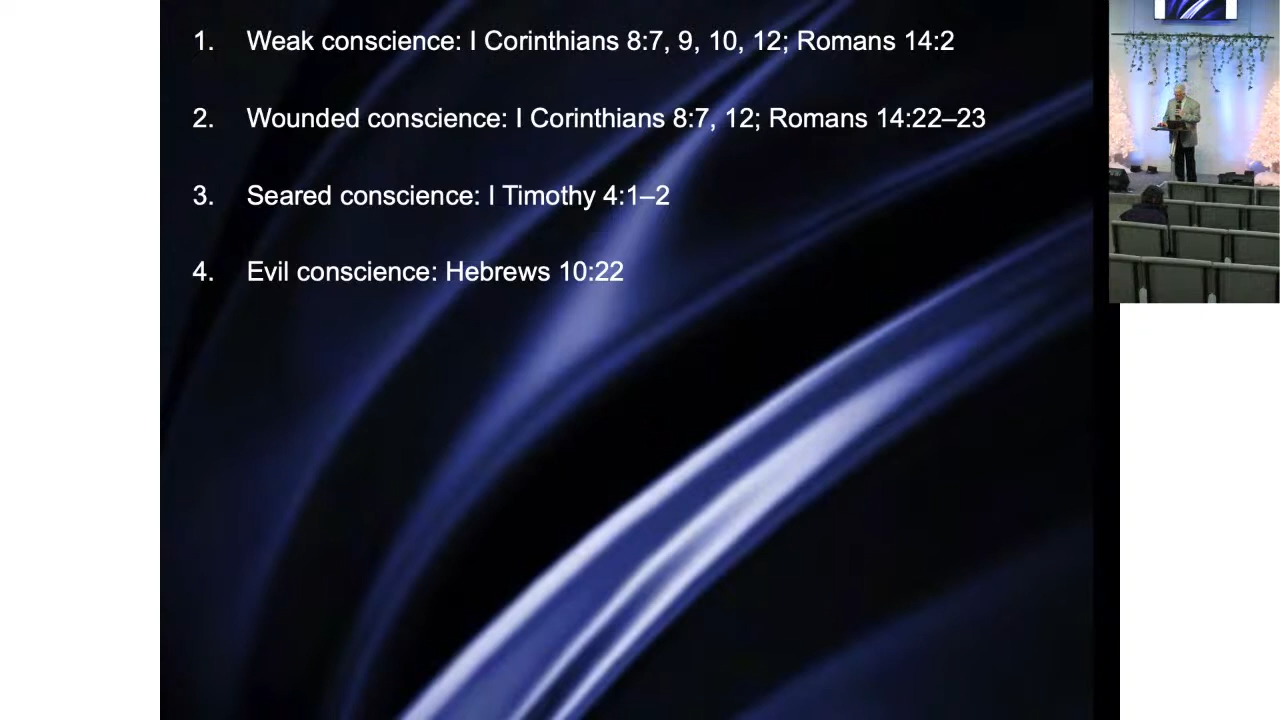 1. Weak conscience: I Corinthians 8:7, 9, 10, 12; Romans 14:2
2. Wounded conscience: I Corinthians 8:7, 12; Romans 14:22–23
3. Seared conscience: I Timothy 4:1–2
4. Evil conscience: Hebrews 10:22